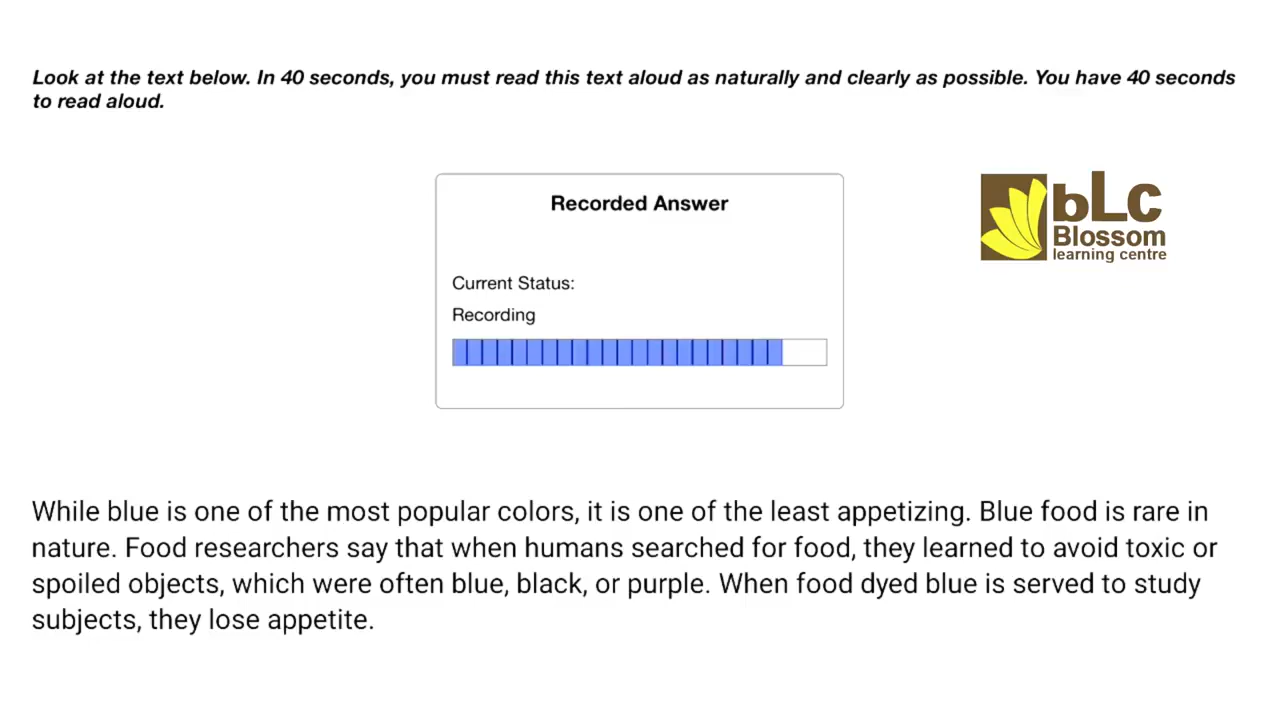 Look at the text below. In 40 seconds, you must read this text aloud as naturally and clearly as possible. You have 40 seconds
to read aloud.
Recorded Answer
bLc
Blossom
learning centre
Current Status:
Recording
While blue is one of the most popular colors, it is one of the least appetizing. Blue food is rare in
nature. Food researchers say that when humans searched for food, they learned to avoid toxic or
spoiled objects, which were often blue, black, or purple. When food dyed blue is served to study
subjects, they lose appetite.